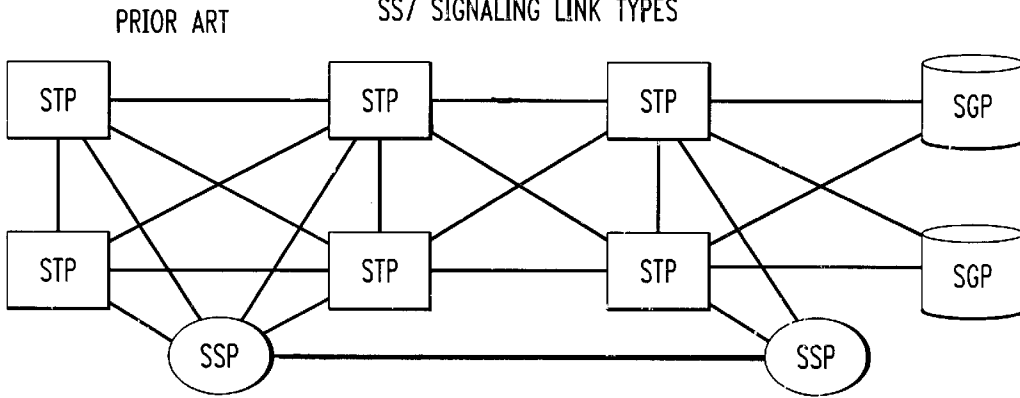 PRIOR ART
SS7 SIGNALING LINK TYPES
STP STP STP SGP
STP STP STP SGP
SSP SSP